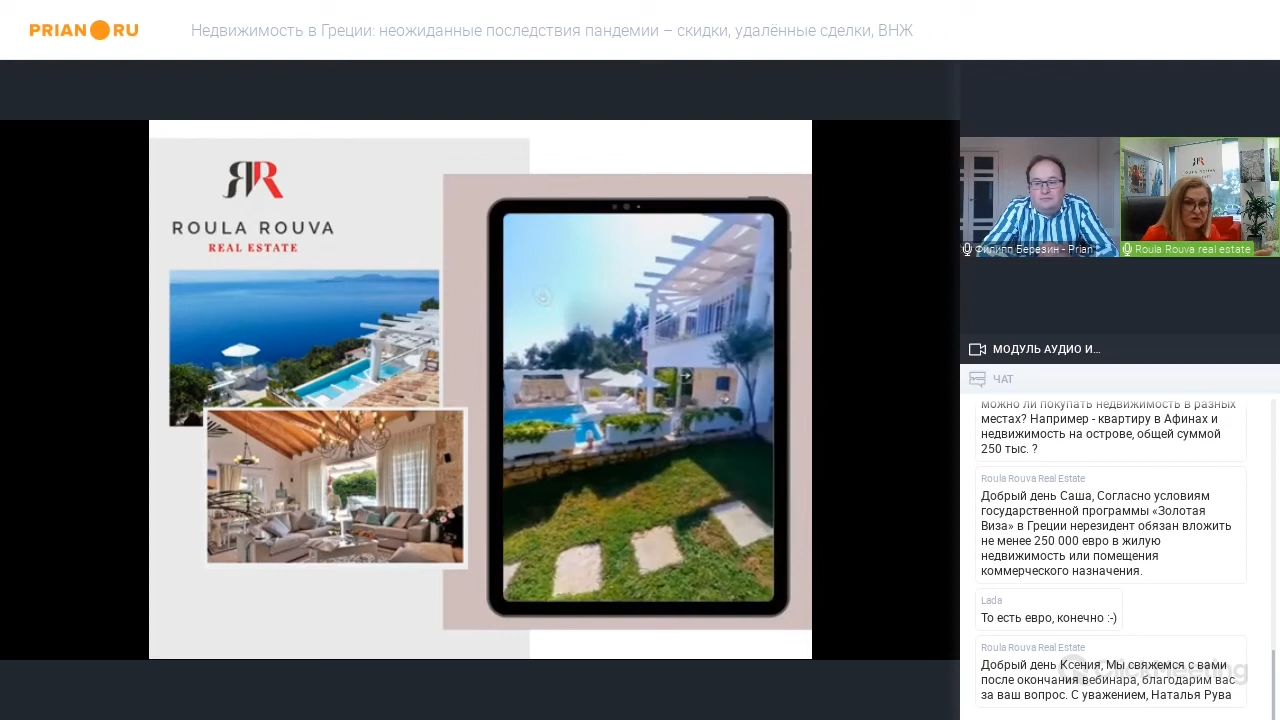 PRIAN RU
Недвижимость в Греции: неожиданные последствия пандемии – скидки, удалённые сделки, ВНЖ
ROULA ROUVA
REAL ESTATE
Филипп Березин - Prian
Roula Rouva real estate
МОДУЛЬ АУДИО И...
ЧАТ
можно ли покупать недвижимость в разных
местах? Например - квартиру в Афинах и
недвижимость на острове, общей суммой
250 тыс. ?
Roula Rouva Real Estate
Добрый день Саша, Согласно условиям
государственной программы «Золотая
Виза» в Греции нерезидент обязан вложить
не менее 250 000 евро в жилую
недвижимость или помещения
коммерческого назначения.
Lada
То есть евро, конечно :-)
Roula Rouva Real Estate
Добрый день Ксения, Мы свяжемся с вами
после окончания вебинара, благодарим вас
за ваш вопрос. С уважением, Наталья Рува